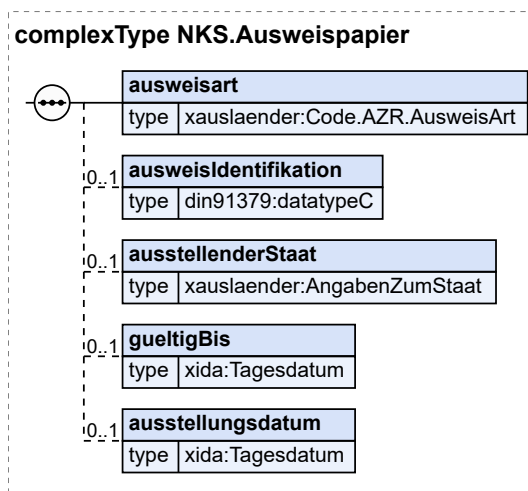 complexType NKS.Ausweispapier
ausweisart
type xauslaender:Code.AZR.AusweisArt
0..1 ausweisIdentifikation
type din91379:datatypeC
0..1 ausstellenderStaat
type xauslaender:AngabenZumStaat
0..1 gueltigBis
type xida:Tagesdatum
0..1 ausstellungsdatum
type xida:Tagesdatum